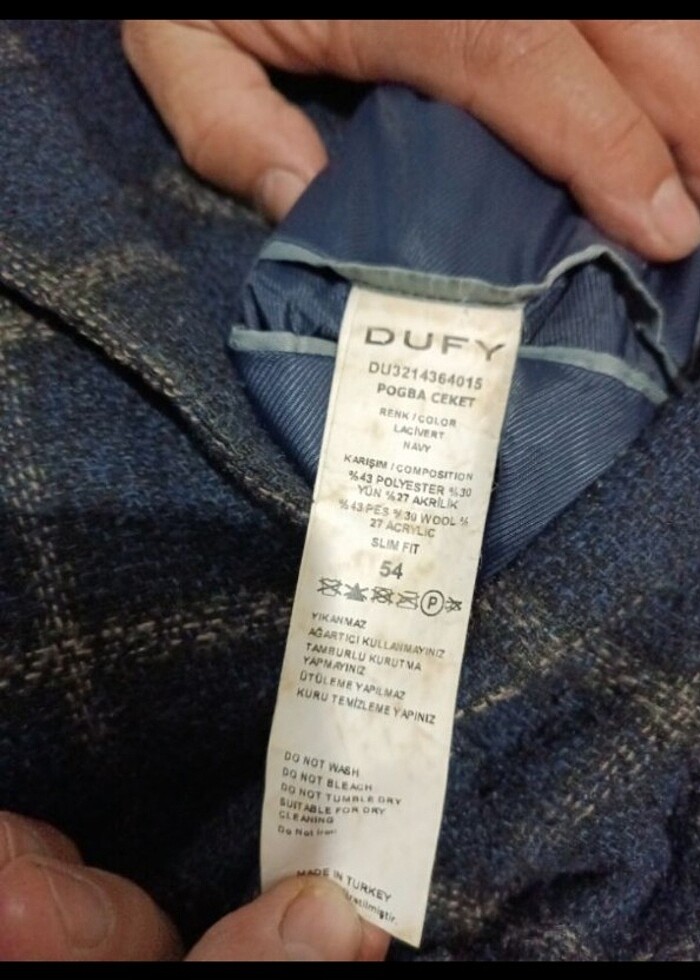 DUFY
DU3214364015
POGBA CEKET
RENK / COLOR
LACİVERT
NAVY
KARIŞIM / COMPOSITION
%43 POLYESTER %30
YÜN %27 AKRİLİK
%43 PES %30 WOOL %
27 ACRYLIC
SLIM FIT
54
P
YIKANMAZ
AĞARTICI KULLANMAYINIZ
TAMBURLU KURUTMA
YAPMAYINIZ
ÜTÜLEME YAPILMAZ
KURU TEMİZLEME YAPINIZ
DO NOT WASH
DO NOT BLEACH
DO NOT TUMBLE DRY
SUITABLE FOR DRY
CLEANING
Do Not Iron
MADE IN TURKEY